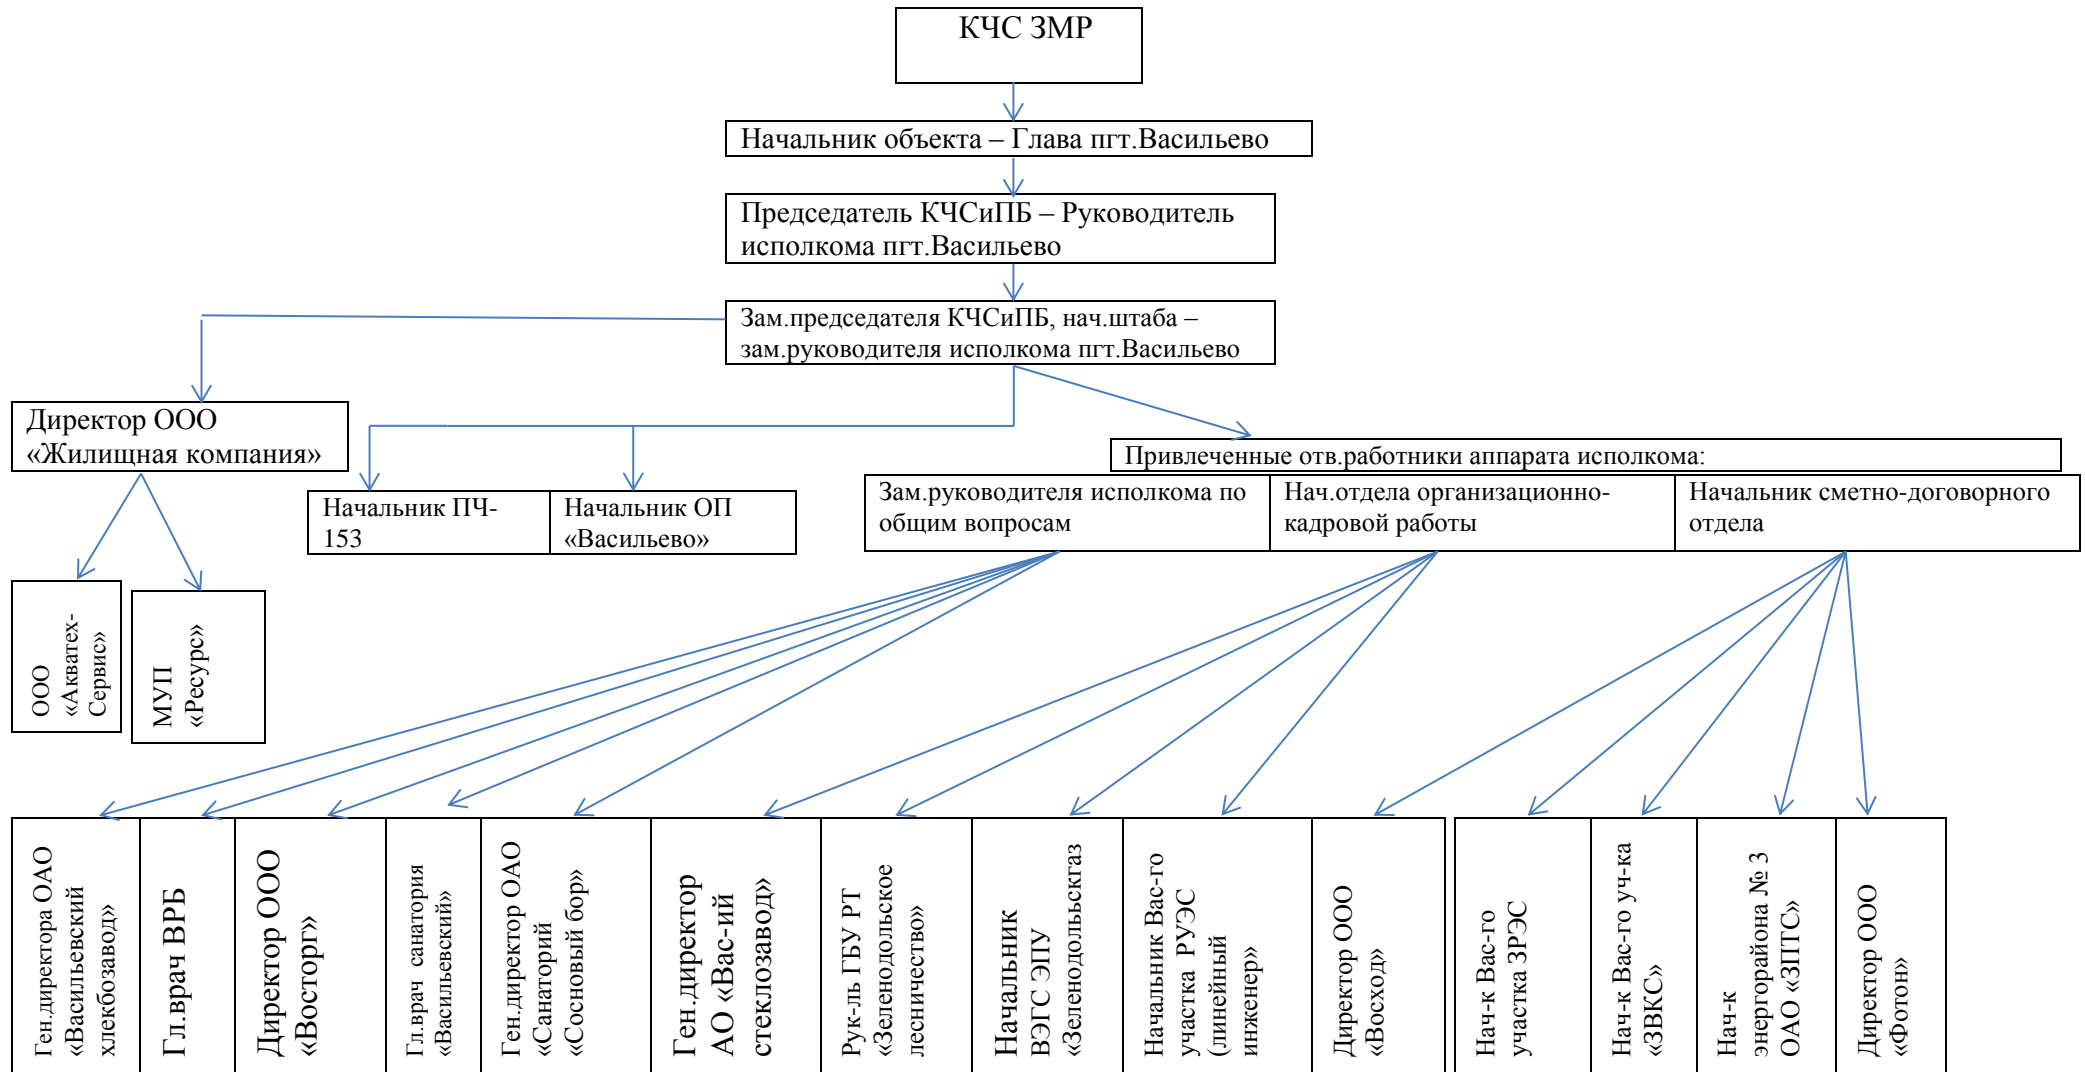 КЧС ЗМР
Начальник объекта – Глава пгт.Васильево
Председатель КЧСиПБ – Руководитель
исполкома пгт.Васильево
Зам.председателя КЧСиПБ, нач.штаба –
зам.руководителя исполкома пгт.Васильево
Директор ООО
«Жилищная компания»
Начальник ПЧ-
153
Начальник ОП
«Васильево»
Привлеченные отв.работники аппарата исполкома:
Зам.руководителя исполкома по
общим вопросам
Нач.отдела организационно-
кадровой работы
Начальник сметно-договорного
отдела
ООО
«Акватех-
Сервис»
МУП
«Ресурс»
Ген.директора ОАО
«Васильевский
хлебозавод»
Гл.врач ВРБ
Директор ООО
«Восторг»
Гл.врач санатория
«Васильевский»
Ген.директор ОАО
«Санаторий
«Сосновый бор»
Ген.директор
АО «Вас-ий
стеклозавод»
Рук-ль ГБУ РТ
«Зеленодольское
лесничество»
Начальник
ВЭГС ЭПУ
«Зеленодолььскгаз
Начальник Вас-го
участка РУЭС
(линейный
инженер»
Директор ООО
«Восход»
Нач-к Вас-го
участка ЗРЭС
Нач-к Вас-го уч-ка
«ЗВКС»
Нач-к
энергорайона № 3
ОАО «ЗПТС»
Директор ООО
«Фотон»